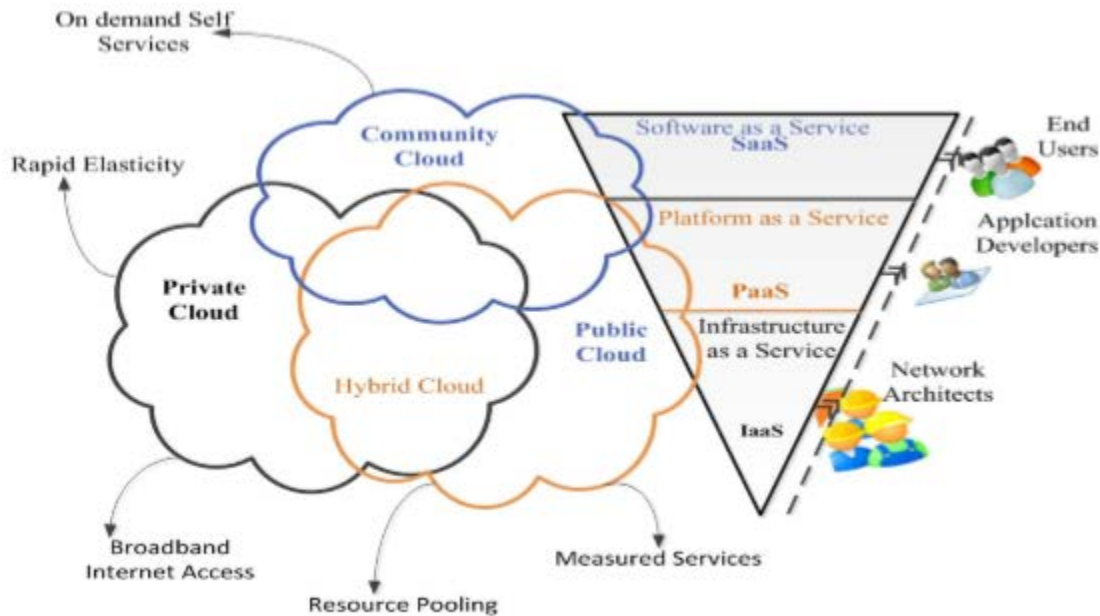 On demand Self
Services
Community
Cloud
Software as a Service
SaaS
End
Users
Rapid Elasticity
Platform as a Service
Applcation
Developers
Private
Cloud
PaaS
Public
Cloud
Infrastructure
as a Service
Hybrid Cloud
Network
Architects
IaaS
Broadband
Internet Access
Measured Services
Resource Pooling